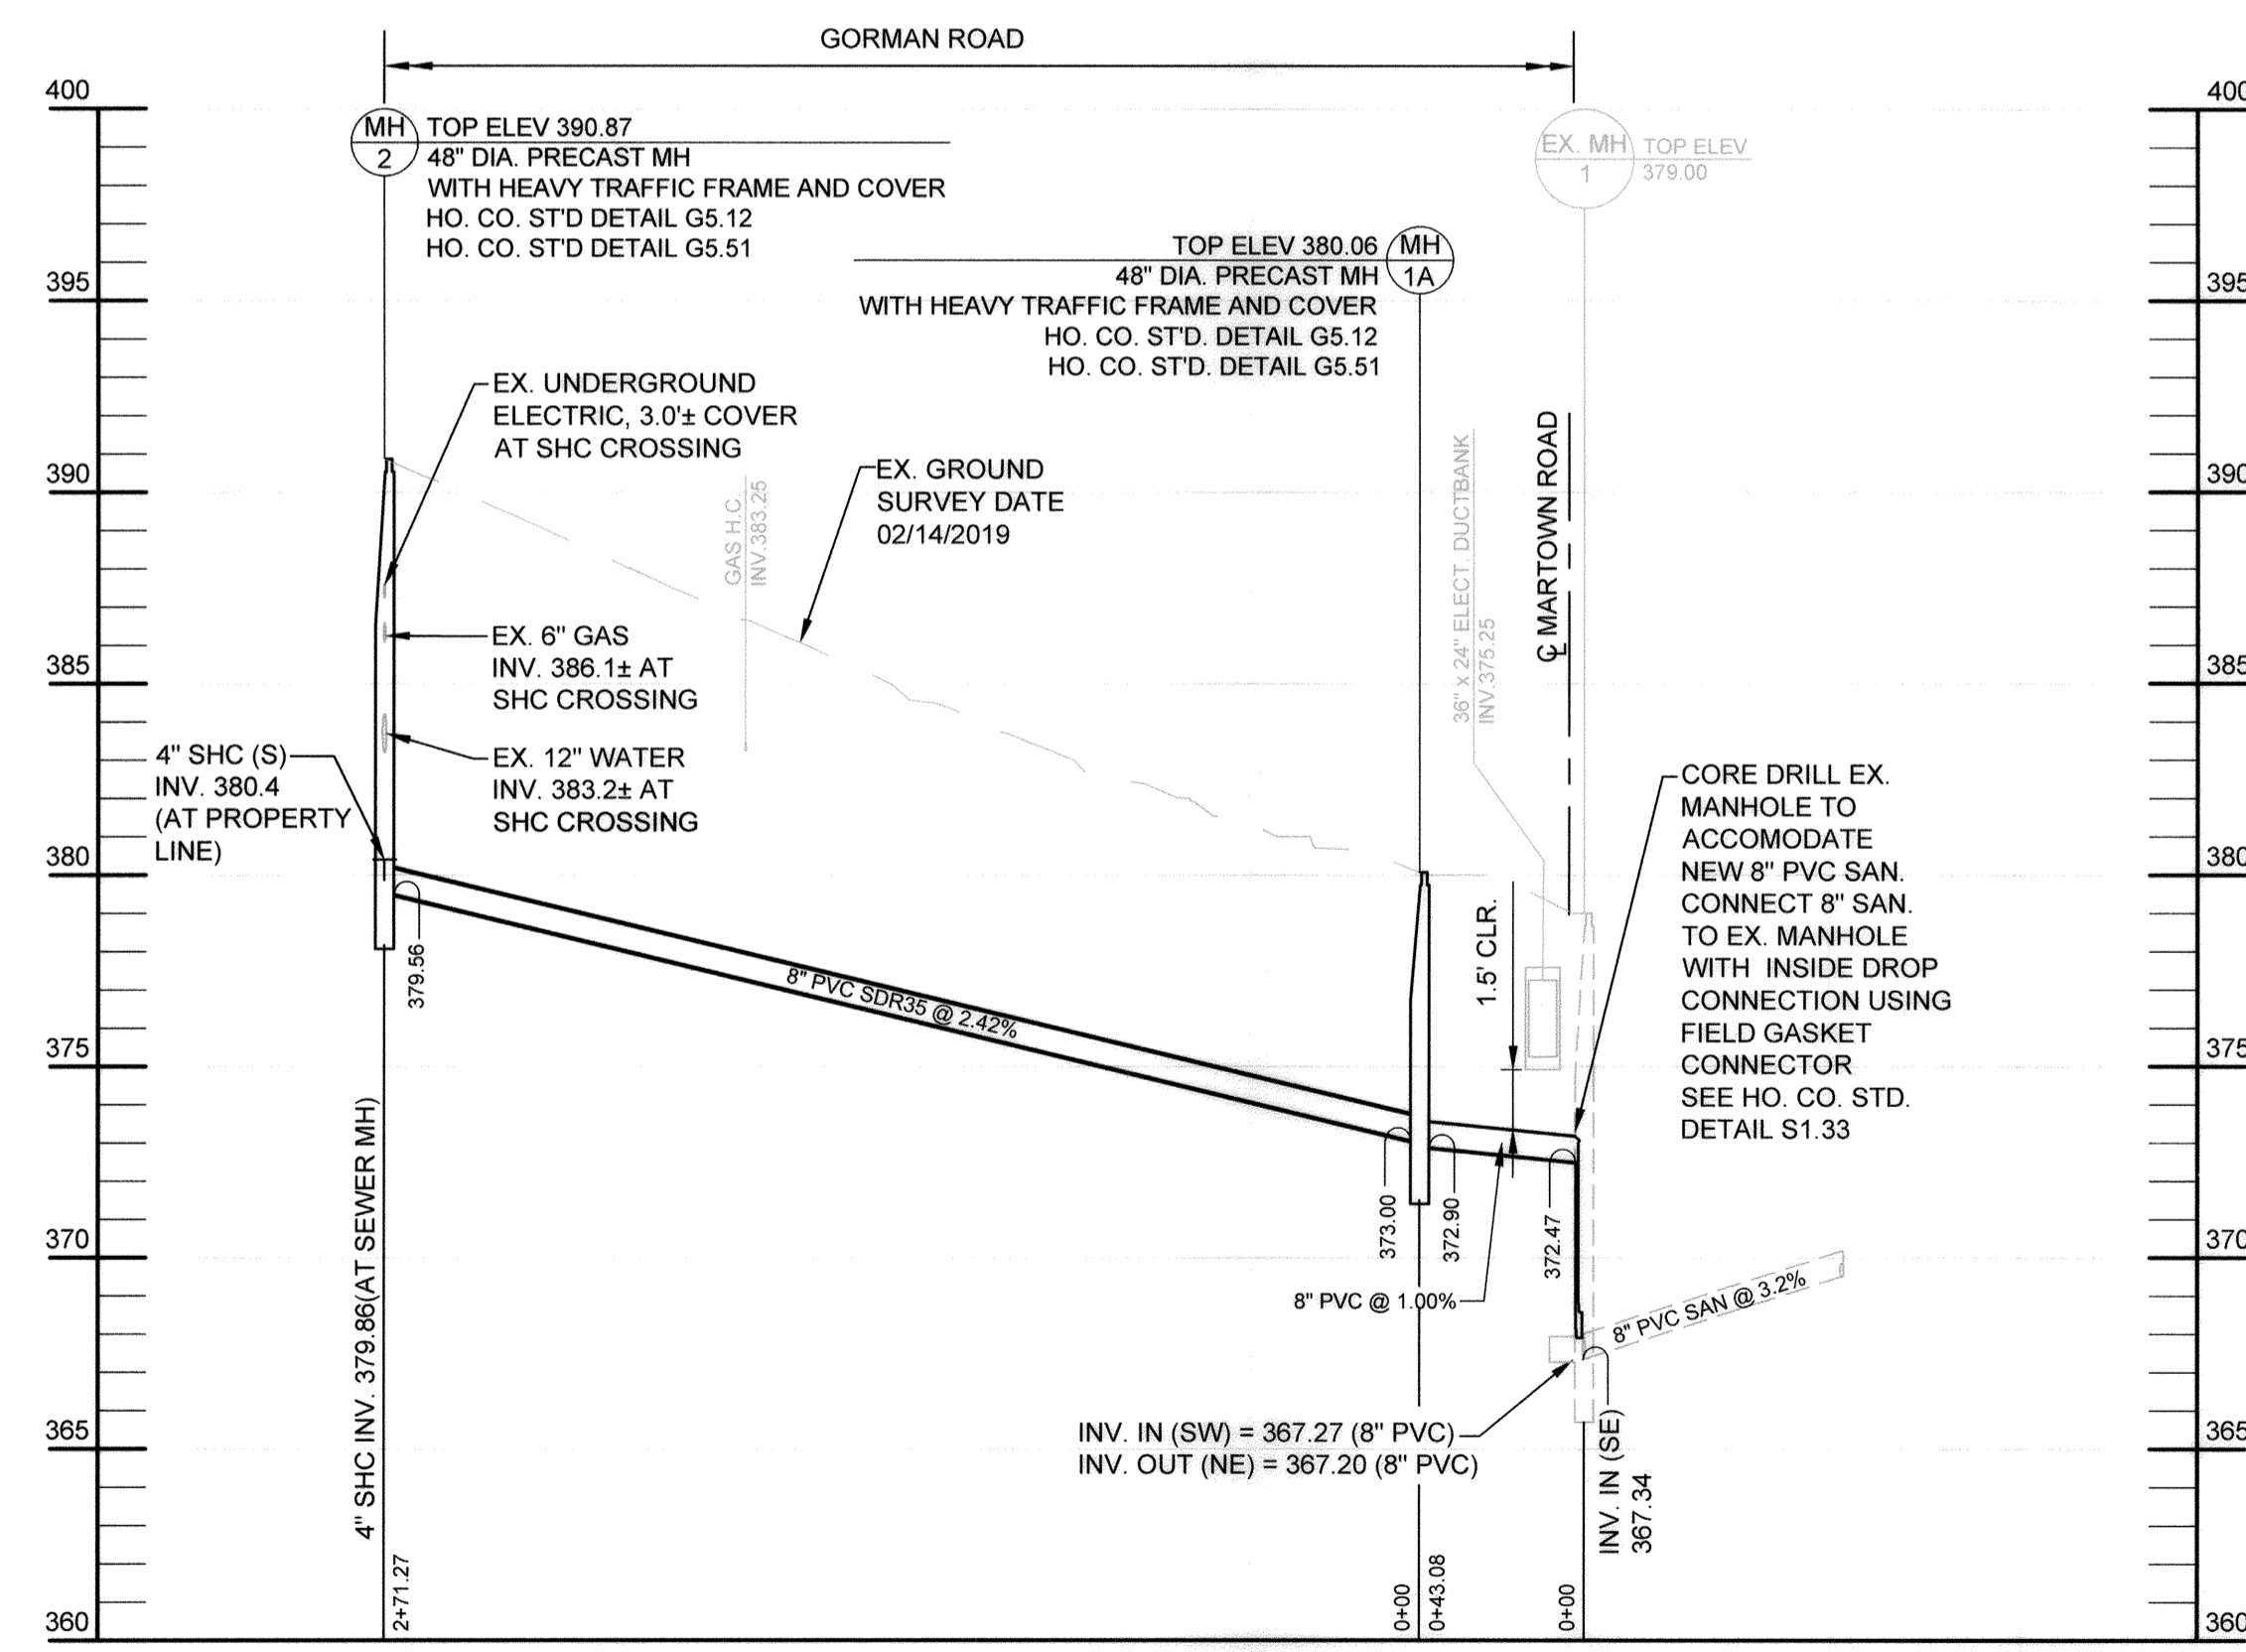 GORMAN ROAD
400
395
390
385
380
375
370
365
360
MH
2
TOP ELEV 390.87
48" DIA. PRECAST MH
WITH HEAVY TRAFFIC FRAME AND COVER
HO. CO. ST'D DETAIL G5.12
HO. CO. ST'D DETAIL G5.51
TOP ELEV 380.06
48" DIA. PRECAST MH
WITH HEAVY TRAFFIC FRAME AND COVER
HO. CO. ST'D. DETAIL G5.12
HO. CO. ST'D. DETAIL G5.51
MH
1A
EX. MH
1
TOP ELEV
379.00
EX. UNDERGROUND
ELECTRIC, 3.0'± COVER
AT SHC CROSSING
GAS H.C.
INV.383.25
EX. GROUND
SURVEY DATE
02/14/2019
36" x 24" ELECT. DUCTBANK
INV.375.25
℄ MARTOWN ROAD
EX. 6" GAS
INV. 386.1± AT
SHC CROSSING
4" SHC (S)
INV. 380.4
(AT PROPERTY
LINE)
EX. 12" WATER
INV. 383.2± AT
SHC CROSSING
CORE DRILL EX.
MANHOLE TO
ACCOMODATE
NEW 8" PVC SAN.
CONNECT 8" SAN.
TO EX. MANHOLE
WITH INSIDE DROP
CONNECTION USING
FIELD GASKET
CONNECTOR
SEE HO. CO. STD.
DETAIL S1.33
379.56
8" PVC SDR35 @ 2.42%
1.5' CLR.
4" SHC INV. 379.86(AT SEWER MH)
373.00
372.90
372.47
8" PVC @ 1.00%
8" PVC SAN @ 3.2%
INV. IN (SW) = 367.27 (8" PVC)
INV. OUT (NE) = 367.20 (8" PVC)
INV. IN (SE)
367.34
2+71.27
0+00
0+43.08
0+00
400
395
390
385
380
375
370
365
360